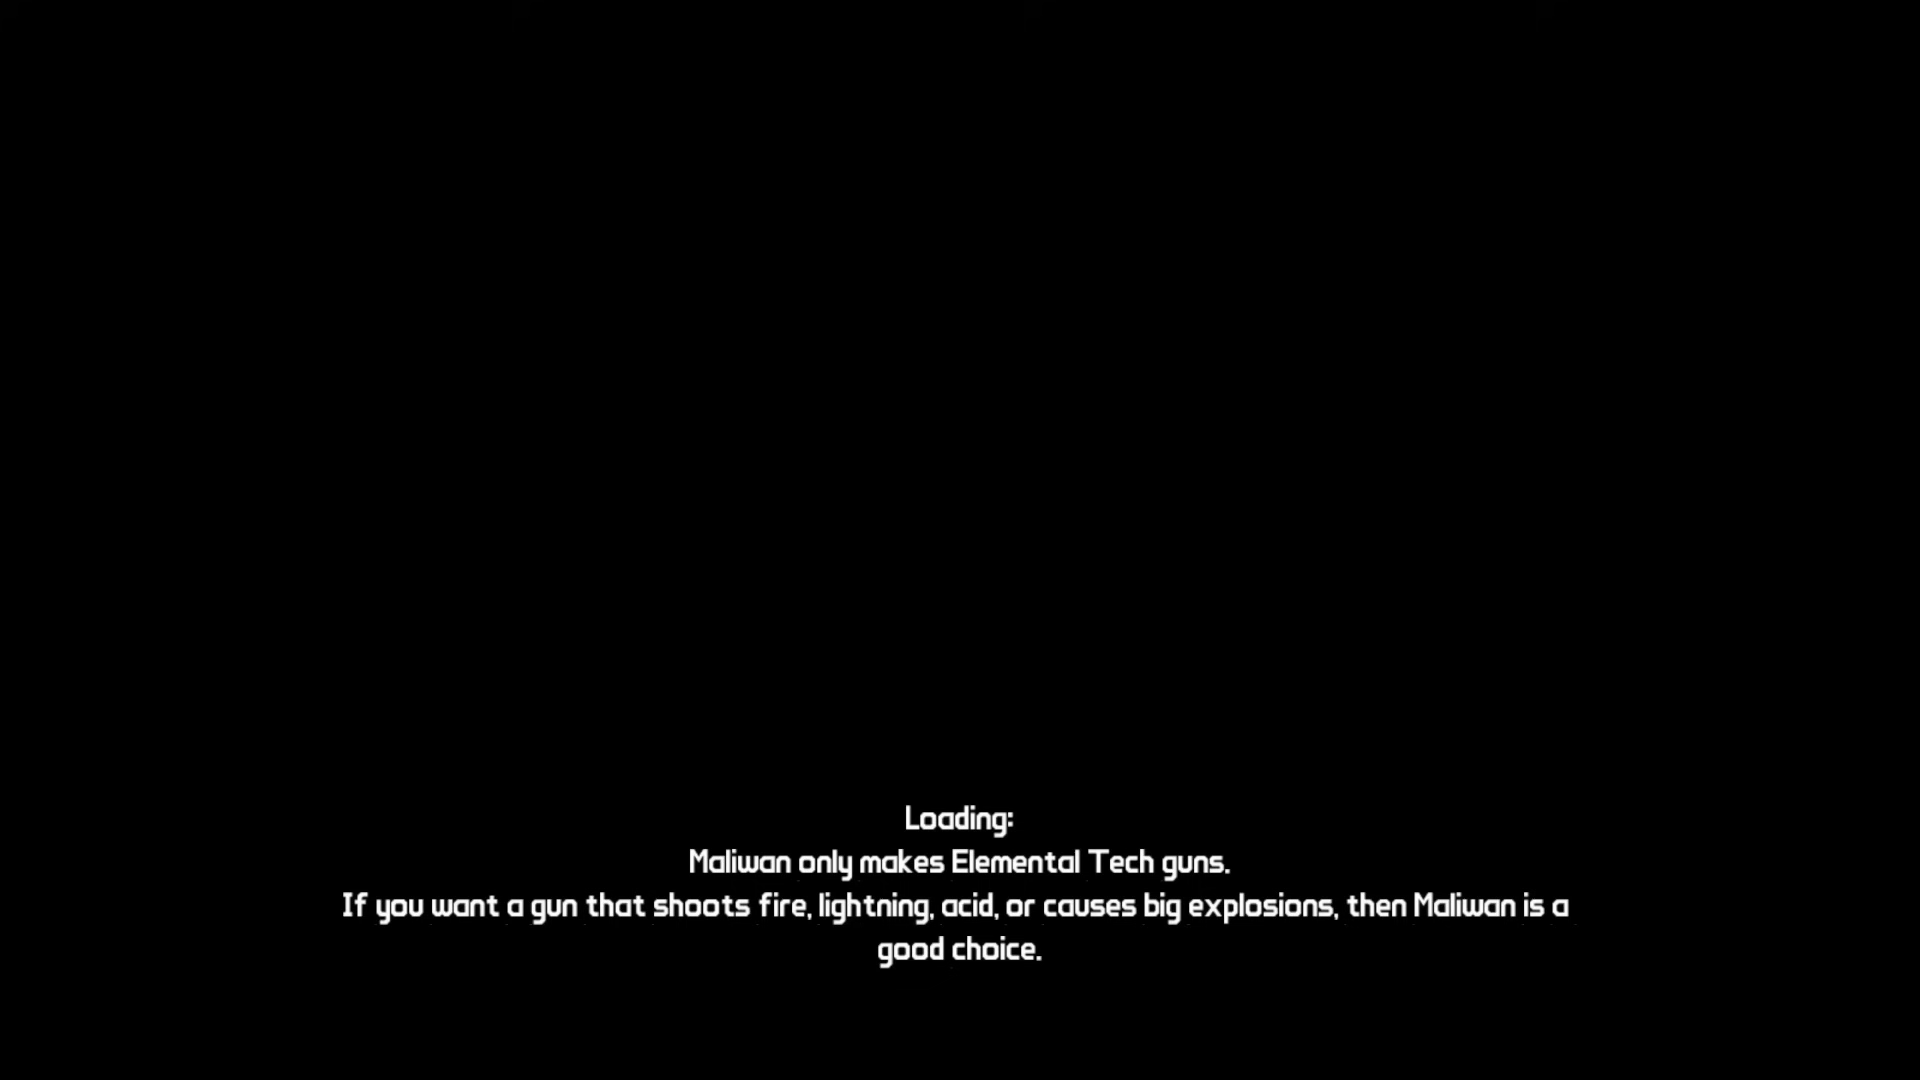 Loading:
Maliwan only makes Elemental Tech guns.
If you want a gun that shoots fire, lightning, acid, or causes big explosions, then Maliwan is a
good choice.